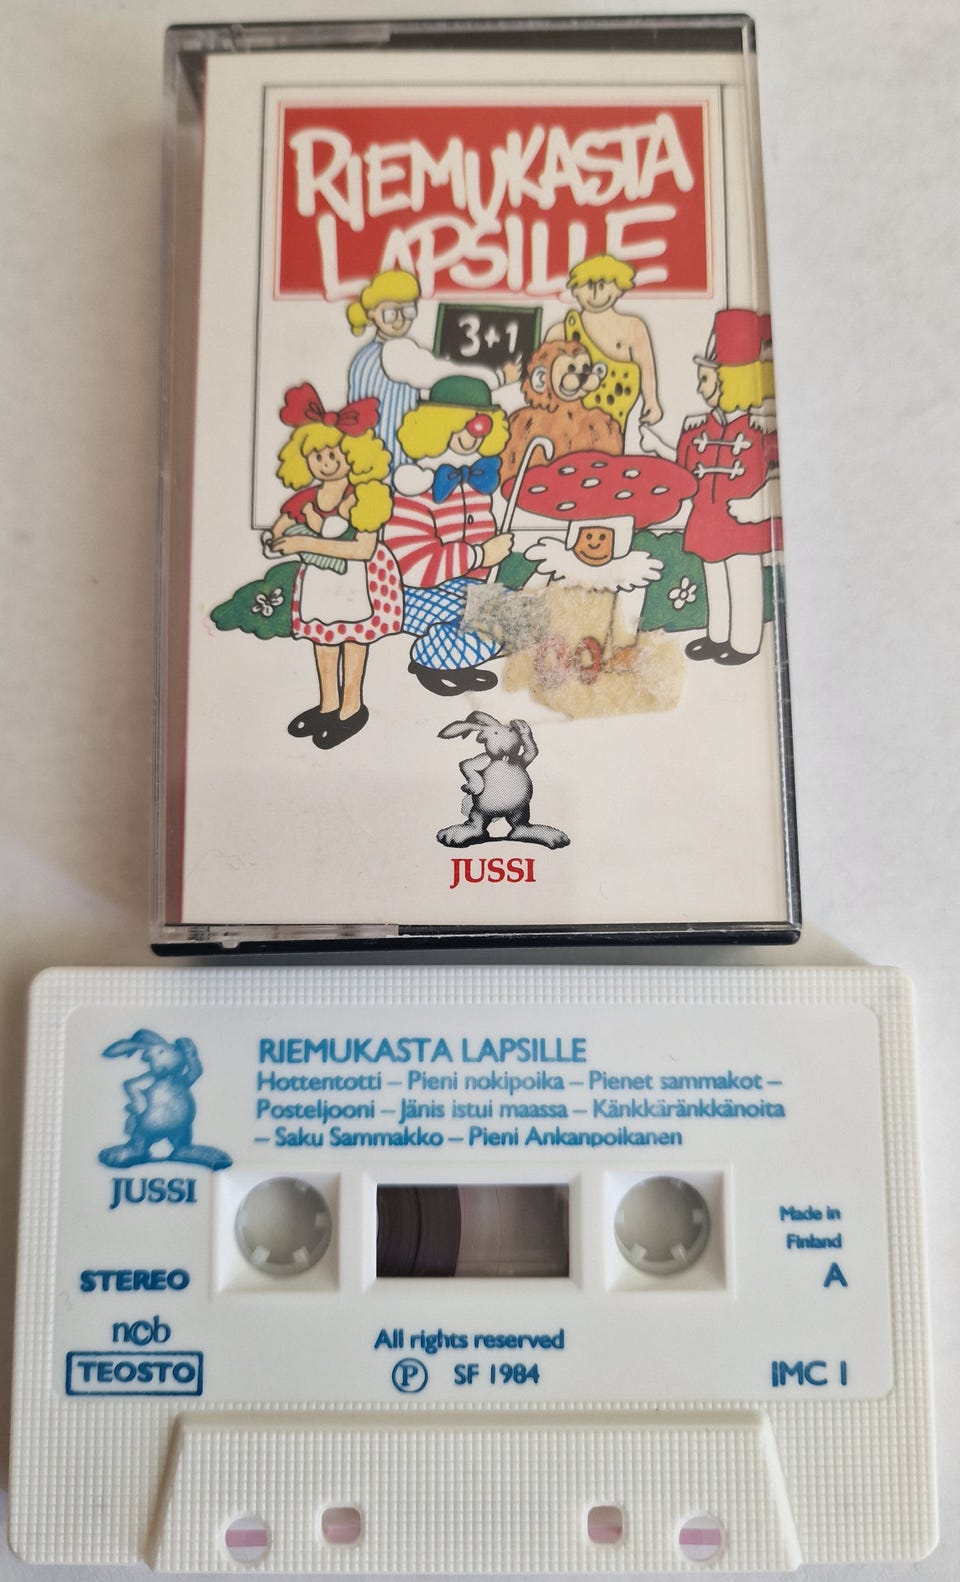 RIEMUKASTA
LAPSILLE
3+1
JUSSI
RIEMUKASTA LAPSILLE
Hottentotti – Pieni nokipoika – Pienet sammakot –
Posteljooni – Jänis istui maassa – Känkkäränkkänoita
– Saku Sammakko – Pieni Ankanpoikanen
JUSSI
Made in
Finland
STEREO
A
ncb
TEOSTO
All rights reserved
Ⓟ SF 1984
JMC 1